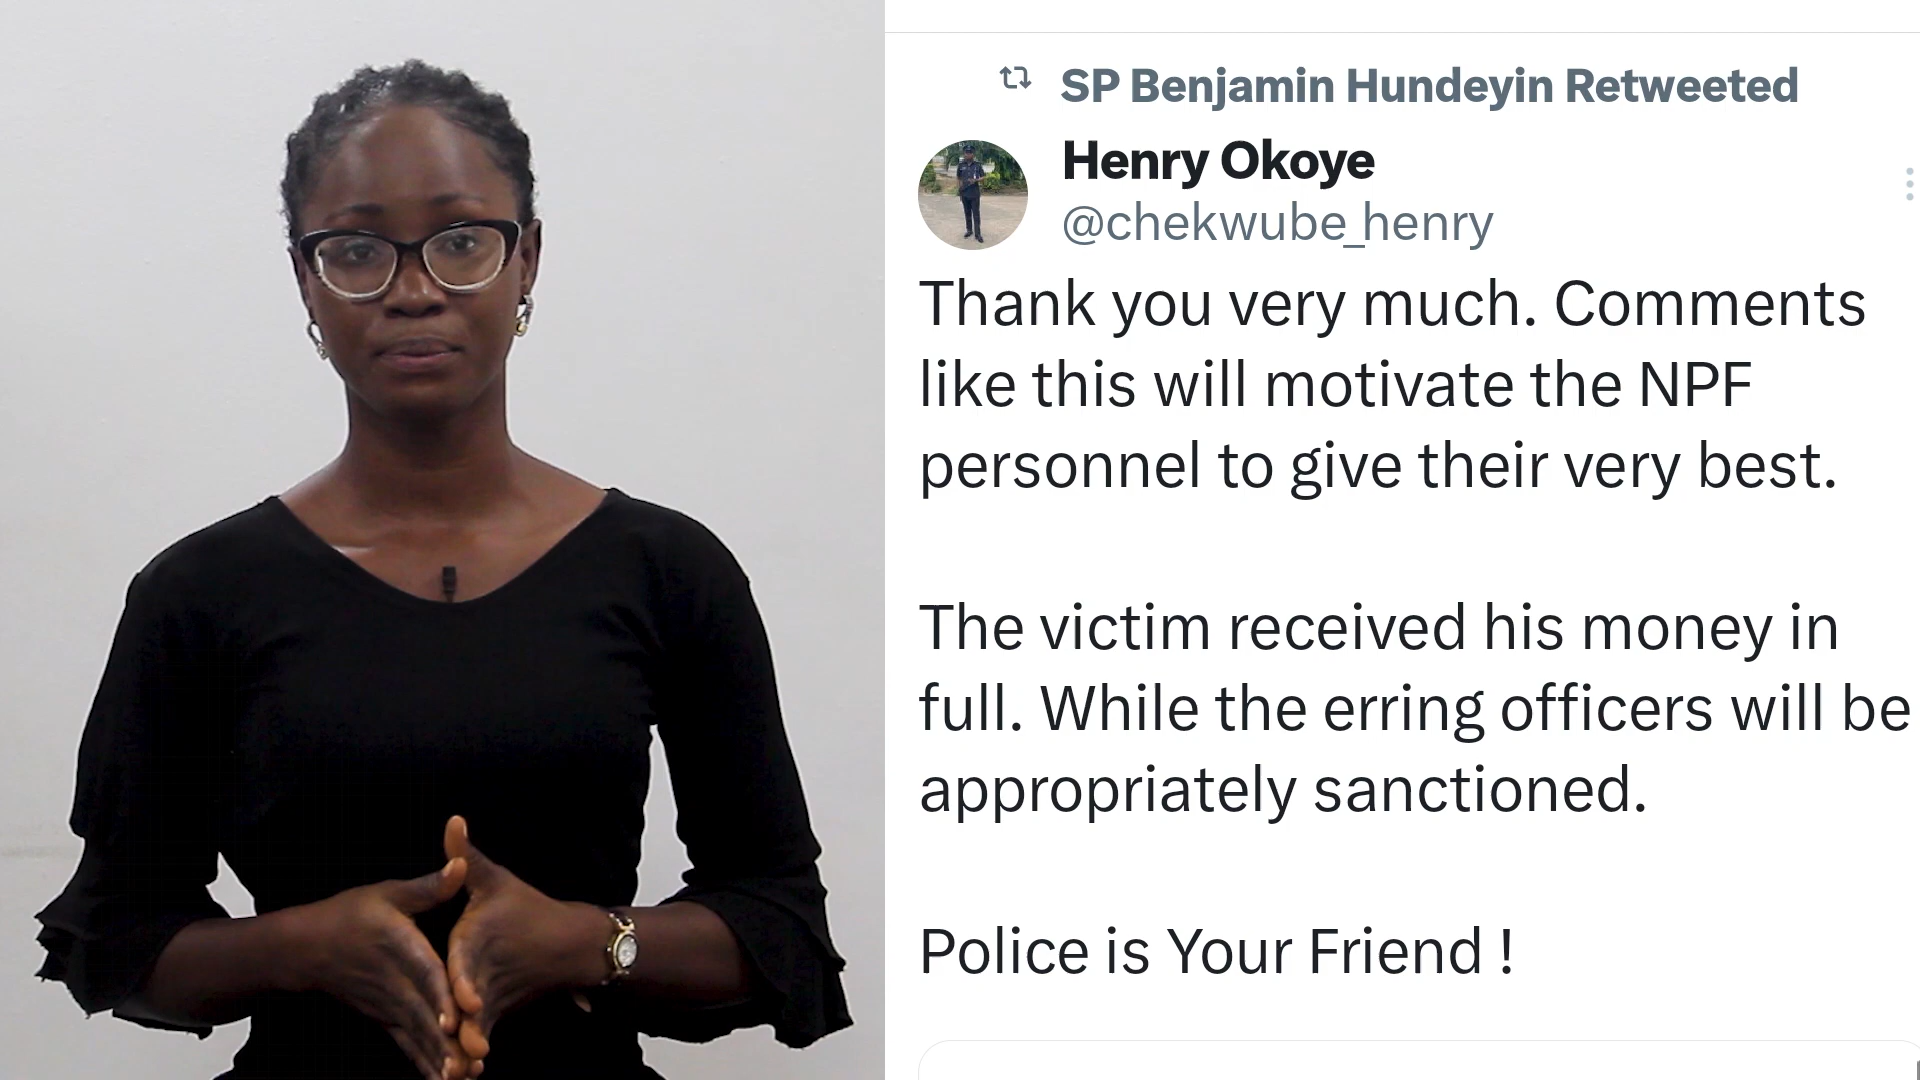 SP Benjamin Hundeyin Retweeted
Henry Okoye
@chekwube_henry
Thank you very much. Comments
like this will motivate the NPF
personnel to give their very best.
The victim received his money in
full. While the erring officers will be
appropriately sanctioned.
Police is Your Friend !